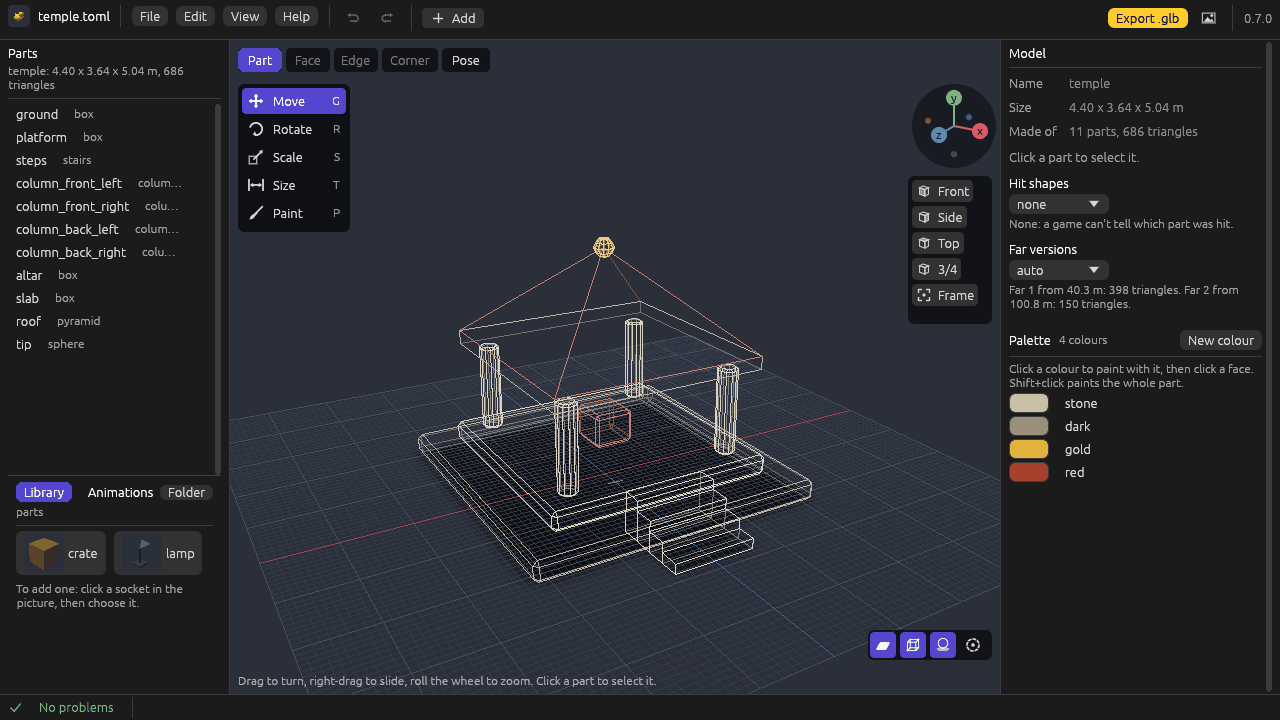 temple.toml File Edit View Help + Add Export .glb 0.7.0
Parts
temple: 4.40 x 3.64 x 5.04 m, 686
triangles
ground box
platform box
steps stairs
column_front_left colum…
column_front_right colu…
column_back_left colum…
column_back_right colu…
altar box
slab box
roof pyramid
tip sphere
Library Animations Folder
parts
crate lamp
To add one: click a socket in the
picture, then choose it.
Part Face Edge Corner Pose
Move G
Rotate R
Scale S
Size T
Paint P
y
x
z
Front
Side
Top
3/4
Frame
Drag to turn, right-drag to slide, roll the wheel to zoom. Click a part to select it.
Model
Name temple
Size 4.40 x 3.64 x 5.04 m
Made of 11 parts, 686 triangles
Click a part to select it.
Hit shapes
none
None: a game can't tell which part was hit.
Far versions
auto
Far 1 from 40.3 m: 398 triangles. Far 2 from
100.8 m: 150 triangles.
Palette 4 colours New colour
Click a colour to paint with it, then click a face.
Shift+click paints the whole part.
stone
dark
gold
red
No problems